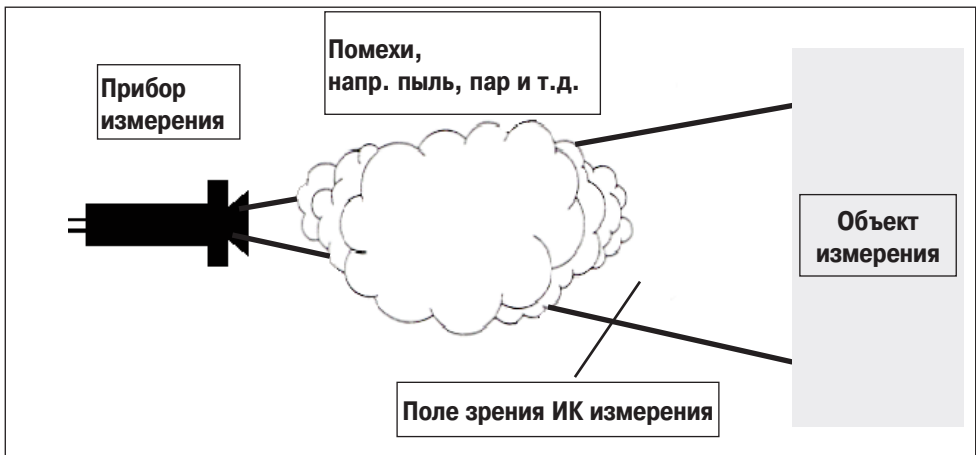 Помехи,
напр. пыль, пар и т.д.
Прибор
измерения
Объект
измерения
Поле зрения ИК измерения